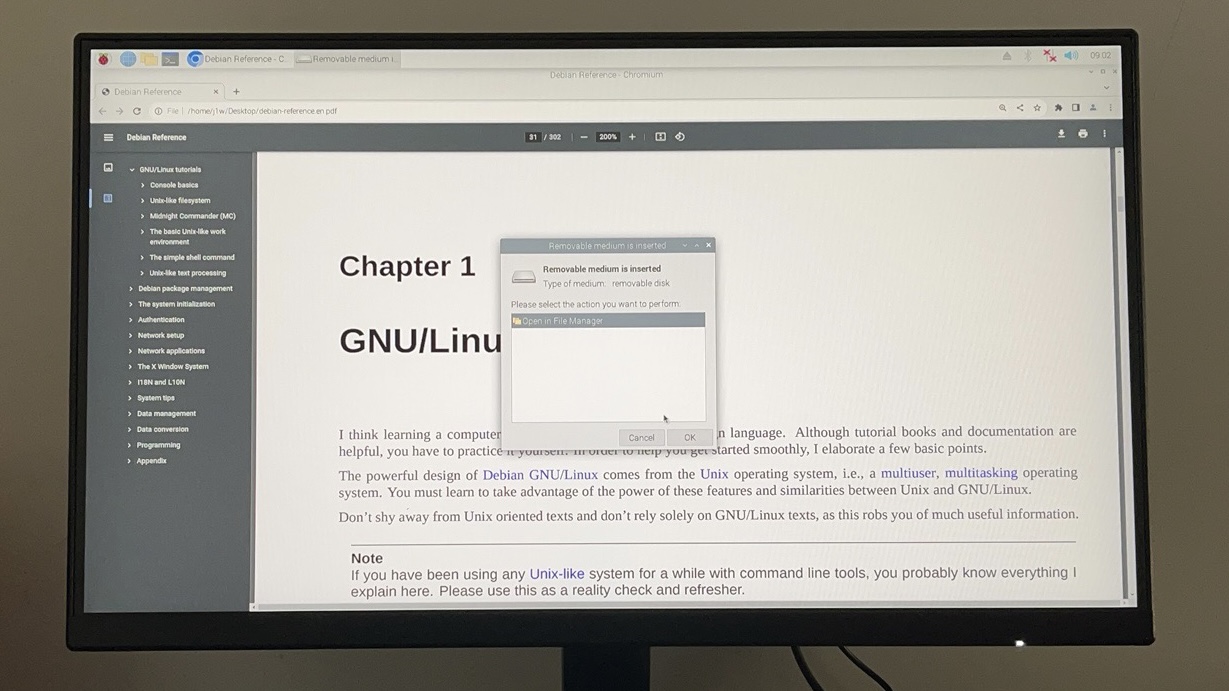 Debian Reference - C...
Removable medium i...
09:02
Debian Reference - Chromium
Debian Reference
File | /home/j1w/Desktop/debian-reference.en.pdf
Debian Reference
31 / 302
200%
GNU/Linux tutorials
Console basics
Unix-like filesystem
Midnight Commander (MC)
The basic Unix-like work
environment
The simple shell command
Unix-like text processing
Debian package management
The system initialization
Authentication
Network setup
Network applications
The X Window System
I18N and L10N
System tips
Data management
Data conversion
Programming
Appendix
Chapter 1
GNU/Linu
Removable medium is inserted
Removable medium is inserted
Type of medium: removable disk
Please select the action you want to perform:
Open in File Manager
Cancel
OK
I think learning a computer n language. Although tutorial books and documentation are
helpful, you have to practice it yourself. In order to help you get started smoothly, I elaborate a few basic points.
The powerful design of Debian GNU/Linux comes from the Unix operating system, i.e., a multiuser, multitasking operating
system. You must learn to take advantage of the power of these features and similarities between Unix and GNU/Linux.
Don't shy away from Unix oriented texts and don't rely solely on GNU/Linux texts, as this robs you of much useful information.
Note
If you have been using any Unix-like system for a while with command line tools, you probably know everything I
explain here. Please use this as a reality check and refresher.